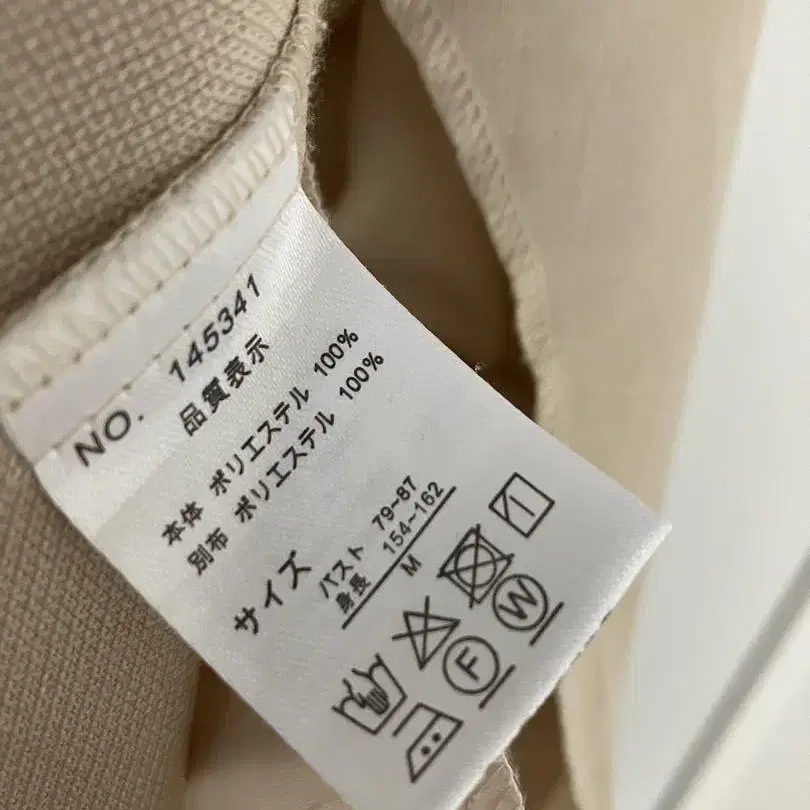 NO. 145341
品質表示
本体 ポリエステル 100%
別布 ポリエステル 100%
サイズ
バスト 79~87
身長 154~162
M
F
W